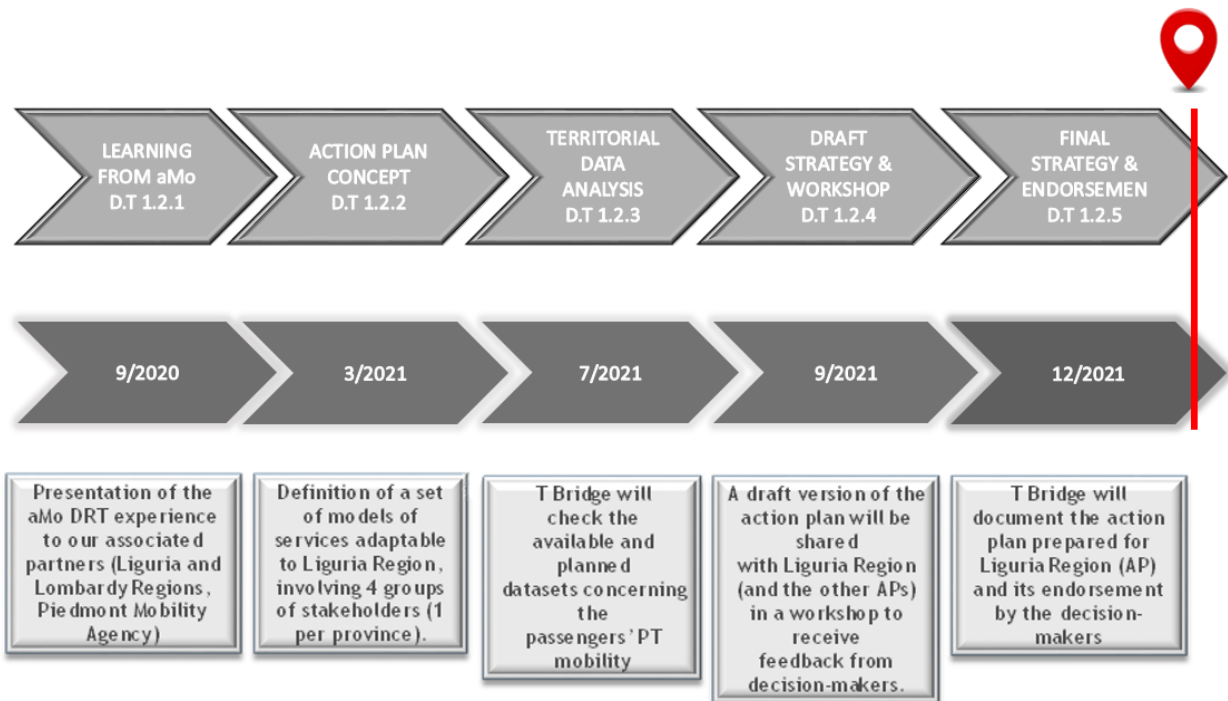 LEARNING
FROM aMo
D.T 1.2.1
ACTION PLAN
CONCEPT
D.T 1.2.2
TERRITORIAL
DATA
ANALYSIS
D.T 1.2.3
DRAFT
STRATEGY &
WORKSHOP
D.T 1.2.4
FINAL
STRATEGY &
ENDORSEMEN
D.T 1.2.5
9/2020
3/2021
7/2021
9/2021
12/2021
Presentation of the
aMo DRT experience
to our associated
partners (Liguria and
Lombardy Regions,
Piedmont Mobility
Agency)
Definition of a set
of models of
services adaptable
to Liguria Region,
involving 4 groups
of stakeholders (1
per province).
T Bridge will
check the
available and
planned
datasets concerning
the
passengers' PT
mobility
A draft version of the
action plan will be
shared
with Liguria Region
(and the other APs)
in a workshop to
receive
feedback from
decision-makers.
T Bridge will
document the action
plan prepared for
Liguria Region (AP)
and its endorsement
by the decision-
makers